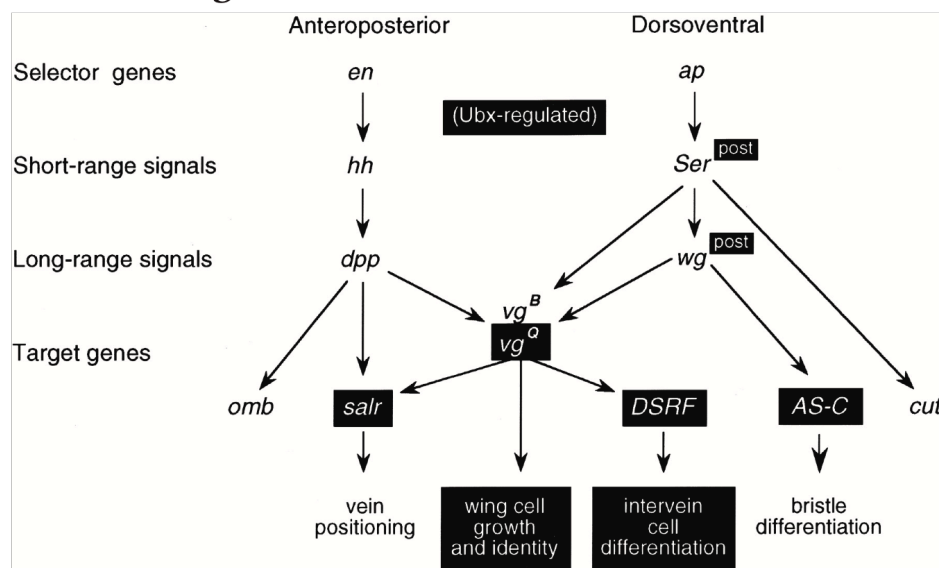 Anteroposterior Dorsoventral
Selector genes en ap
(Ubx-regulated)
Short-range signals hh Ser post
Long-range signals dpp wg post
vg B
vg Q
Target genes
omb salr DSRF AS-C cut
vein
positioning
wing cell
growth
and identity
intervein
cell
differentiation
bristle
differentiation